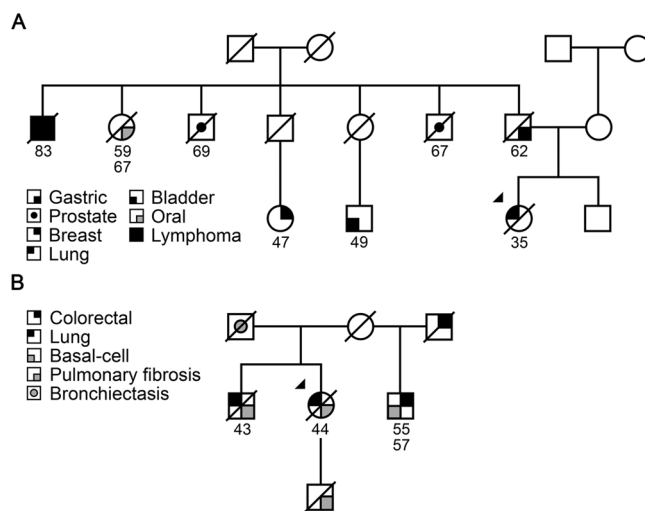 A
83
59
67
69
67
62
Gastric
Bladder
Prostate
Oral
Breast
Lymphoma
Lung
47
49
35
B
Colorectal
Lung
Basal-cell
Pulmonary fibrosis
Bronchiectasis
43
44
55
57